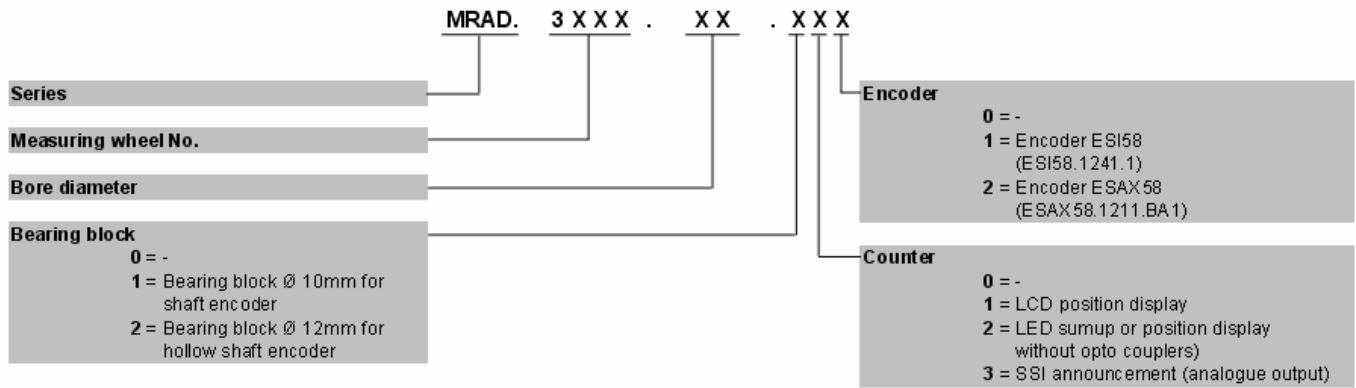 MRAD. 3 X X X . X X . X X X
Series
Measuring wheel No.
Bore diameter
Bearing block
0 = -
1 = Bearing block Ø 10mm for
shaft encoder
2 = Bearing block Ø 12mm for
hollow shaft encoder
Encoder
0 = -
1 = Encoder ESI58
(ESI58.1241.1)
2 = Encoder ESAX58
(ESAX58.1211.BA1)
Counter
0 = -
1 = LCD position display
2 = LED sumup or position display
without opto couplers)
3 = SSI announcement (analogue output)